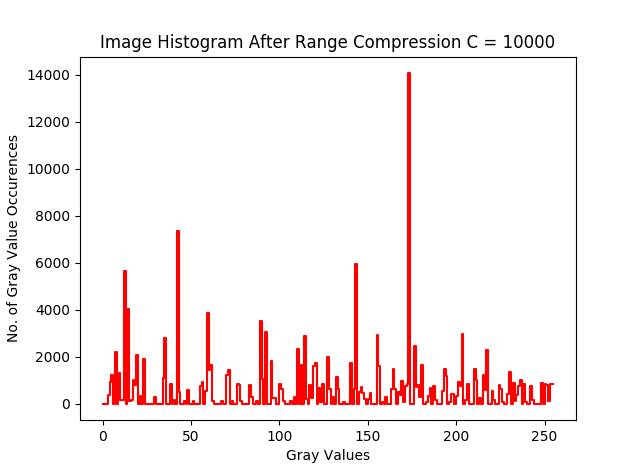 Image Histogram After Range Compression C = 10000
No. of Gray Value Occurences
14000
12000
10000
8000
6000
4000
2000
0
0 50 100 150 200 250
Gray Values